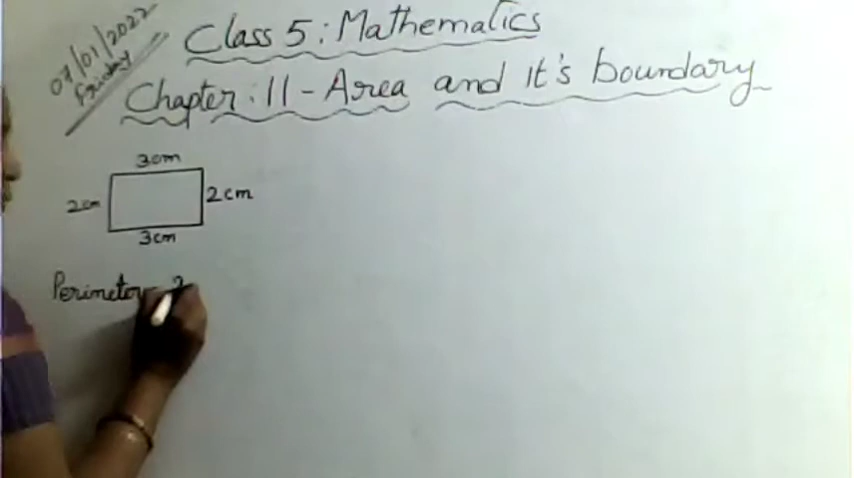 07/01/2022
Friday
Class 5 : Mathematics
Chapter : 11 - Area and it's boundary
3cm
2cm
2cm
3cm
Perimeter